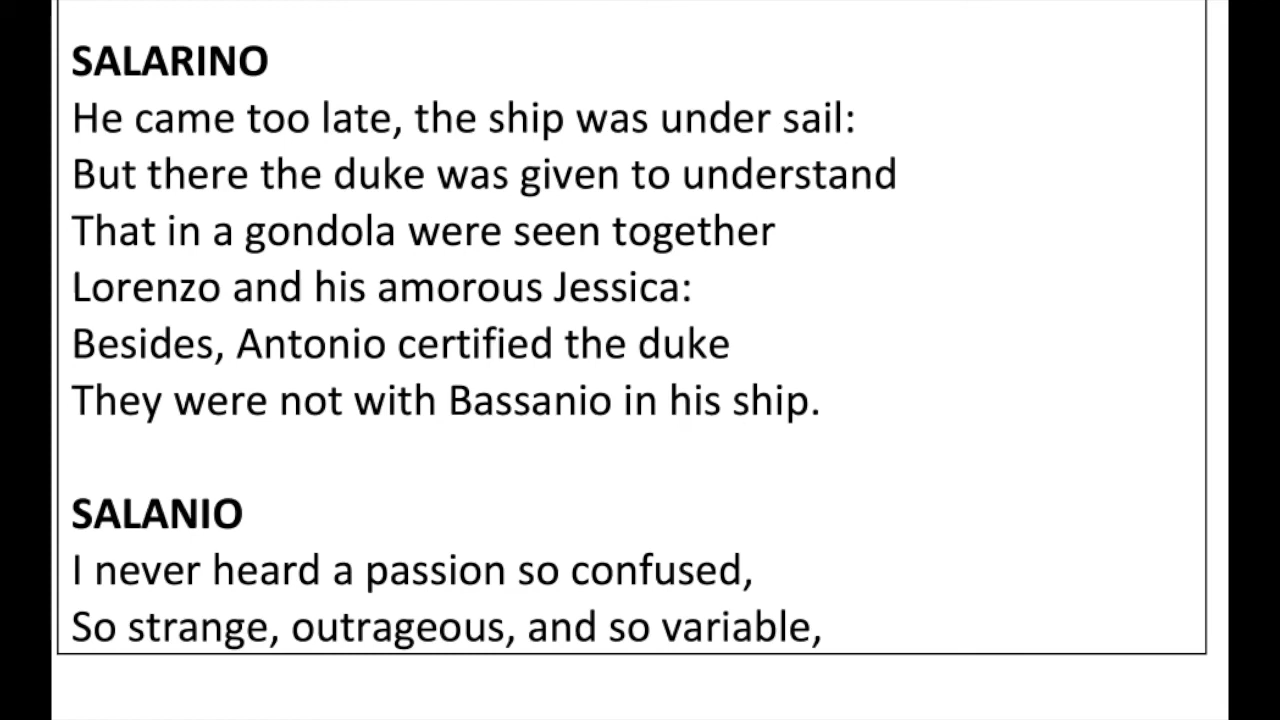 SALARINO
He came too late, the ship was under sail:
But there the duke was given to understand
That in a gondola were seen together
Lorenzo and his amorous Jessica:
Besides, Antonio certified the duke
They were not with Bassanio in his ship.
SALANIO
I never heard a passion so confused,
So strange, outrageous, and so variable,